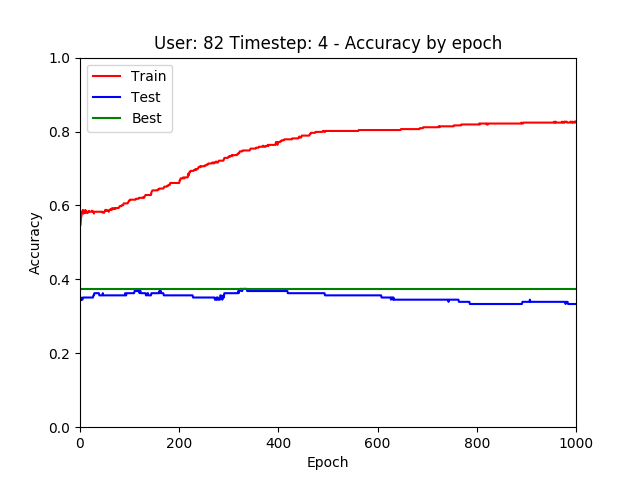 User: 82 Timestep: 4 - Accuracy by epoch
Train
Test
Best
Accuracy
1.0
0.8
0.6
0.4
0.2
0.0
0 200 400 600 800 1000
Epoch